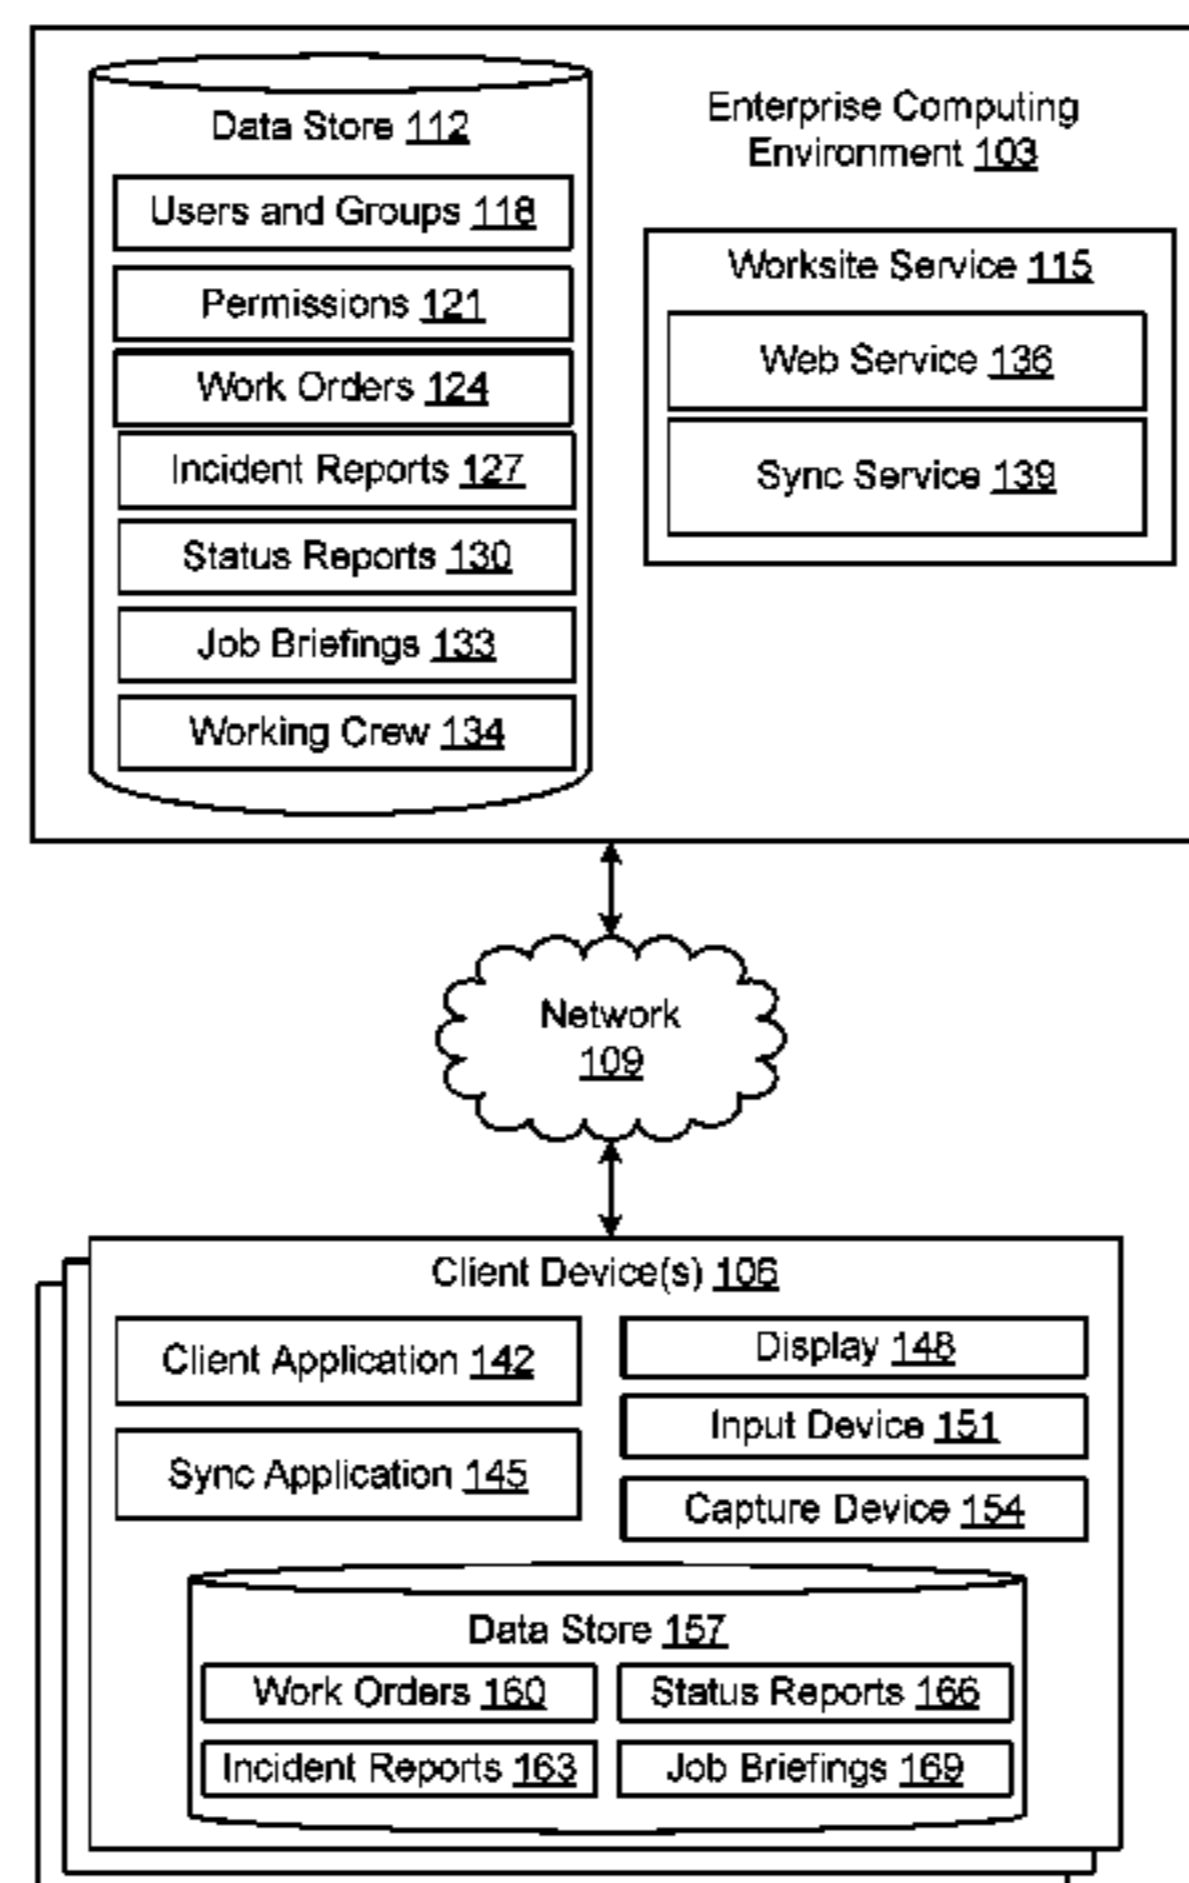 Data Store 112
Users and Groups 118
Permissions 121
Work Orders 124
Incident Reports 127
Status Reports 130
Job Briefings 133
Working Crew 134
Enterprise Computing
Environment 103
Worksite Service 115
Web Service 136
Sync Service 139
Network
109
Client Device(s) 106
Client Application 142
Sync Application 145
Display 148
Input Device 151
Capture Device 154
Data Store 157
Work Orders 160
Status Reports 166
Incident Reports 163
Job Briefings 169